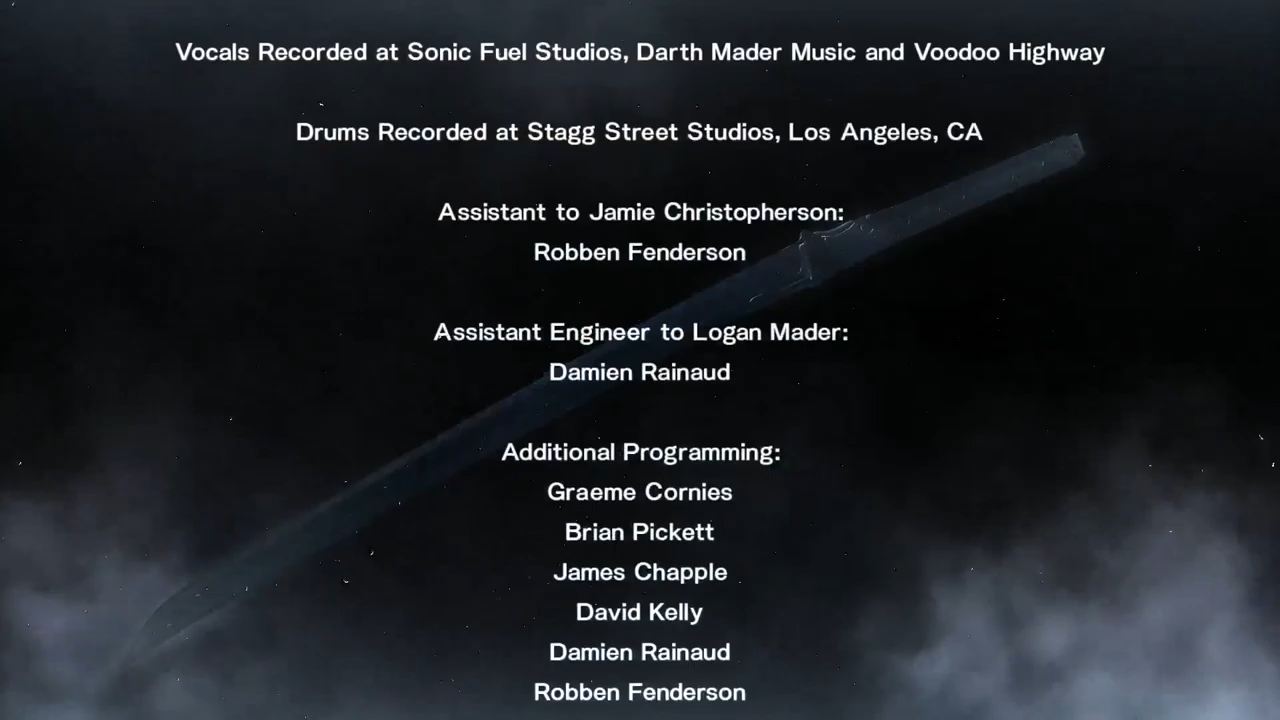 Vocals Recorded at Sonic Fuel Studios, Darth Mader Music and Voodoo Highway
Drums Recorded at Stagg Street Studios, Los Angeles, CA
Assistant to Jamie Christopherson:
Robben Fenderson
Assistant Engineer to Logan Mader:
Damien Rainaud
Additional Programming:
Graeme Cornies
Brian Pickett
James Chapple
David Kelly
Damien Rainaud
Robben Fenderson